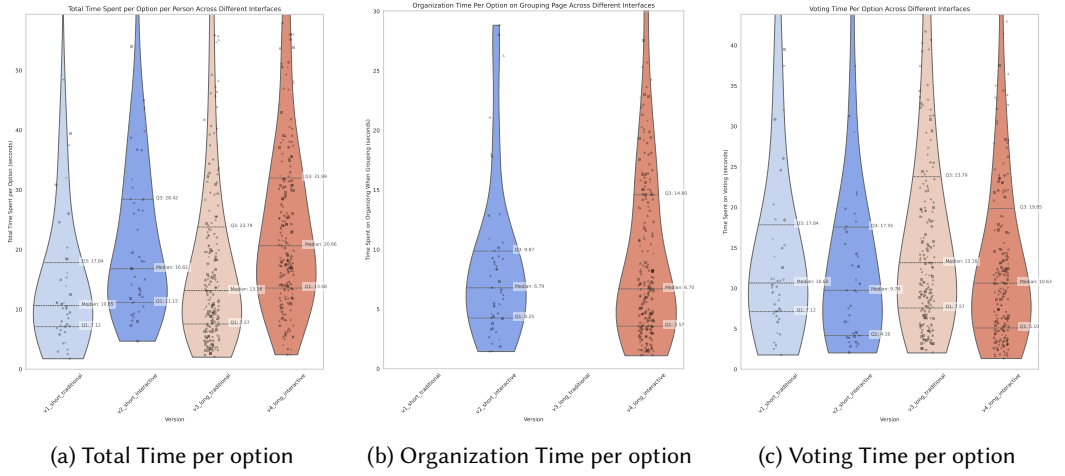 Total Time Spent per Option per Person Across Different Interfaces
Total Time Spent per Option (seconds)
50
40
30
20
10
0
Q3: 17.84
Median: 10.65
Q1: 7.12
Q3: 28.42
Median: 16.82
Q1: 11.15
Q3: 23.79
Median: 13.16
Q1: 7.57
Q3: 31.99
Median: 20.66
Q1: 13.58
v1_short_traditional
v2_short_interactive
v3_long_traditional
v4_long_interactive
Version
(a) Total Time per option
Organization Time Per Option on Grouping Page Across Different Interfaces
Time Spent on Organizing When Grouping (seconds)
30
25
20
15
10
5
0
Q3: 9.87
Median: 6.79
Q1: 4.25
Q3: 14.60
Median: 6.70
Q1: 3.57
v1_short_traditional
v2_short_interactive
v3_long_traditional
v4_long_interactive
Version
(b) Organization Time per option
Voting Time Per Option Across Different Interfaces
Time Spent on Voting (seconds)
40
35
30
25
20
15
10
5
0
Q3: 17.84
Median: 10.65
Q1: 7.12
Q3: 17.55
Median: 9.78
Q1: 4.16
Q3: 23.79
Median: 13.16
Q1: 7.57
Q3: 19.85
Median: 10.63
Q1: 5.10
v1_short_traditional
v2_short_interactive
v3_long_traditional
v4_long_interactive
Version
(c) Voting Time per option